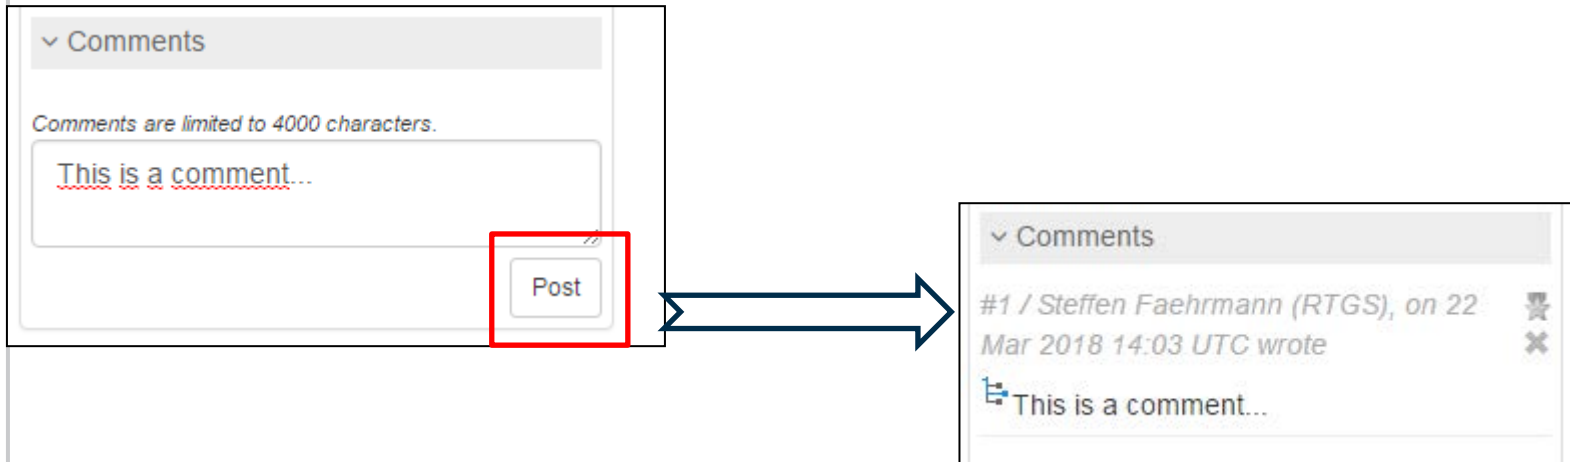 Comments
Comments are limited to 4000 characters.
This is a comment...
Post
Comments
#1 / Steffen Faehrmann (RTGS), on 22
Mar 2018 14:03 UTC wrote
This is a comment...